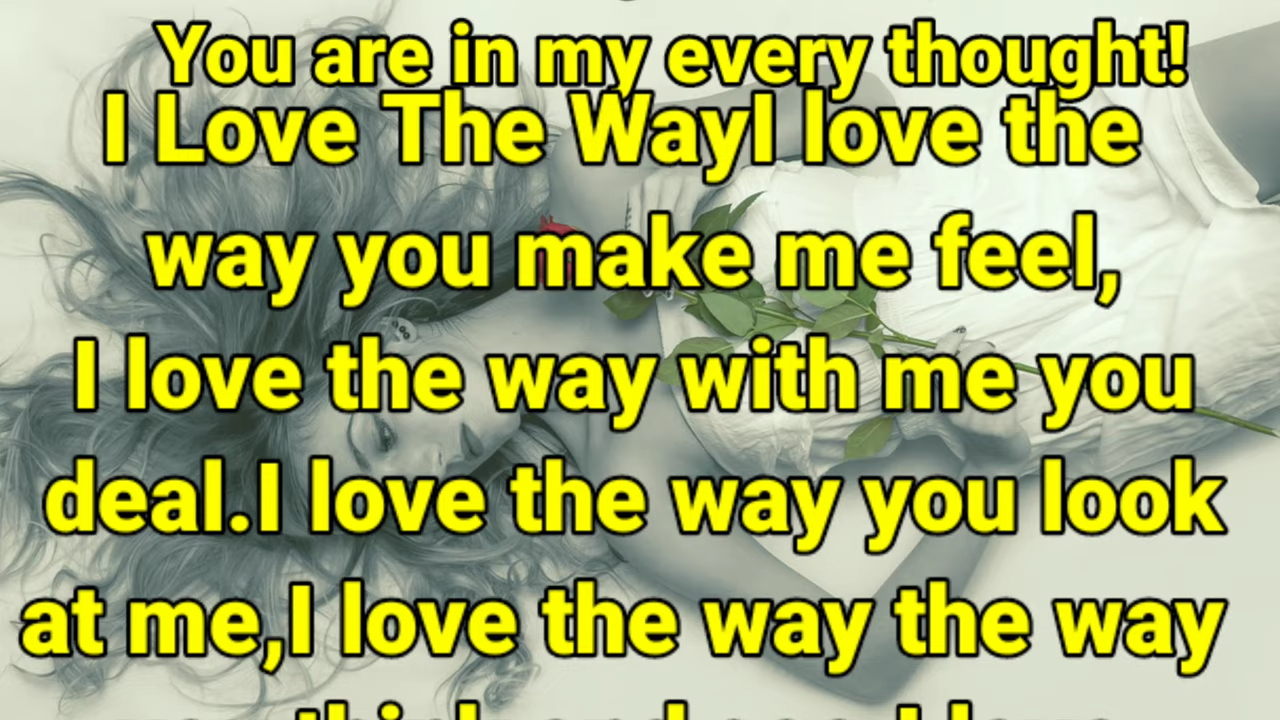 You are in my every thought!
I Love The WayI love the
way you make me feel,
I love the way with me you
deal.I love the way you look
at me,I love the way the way